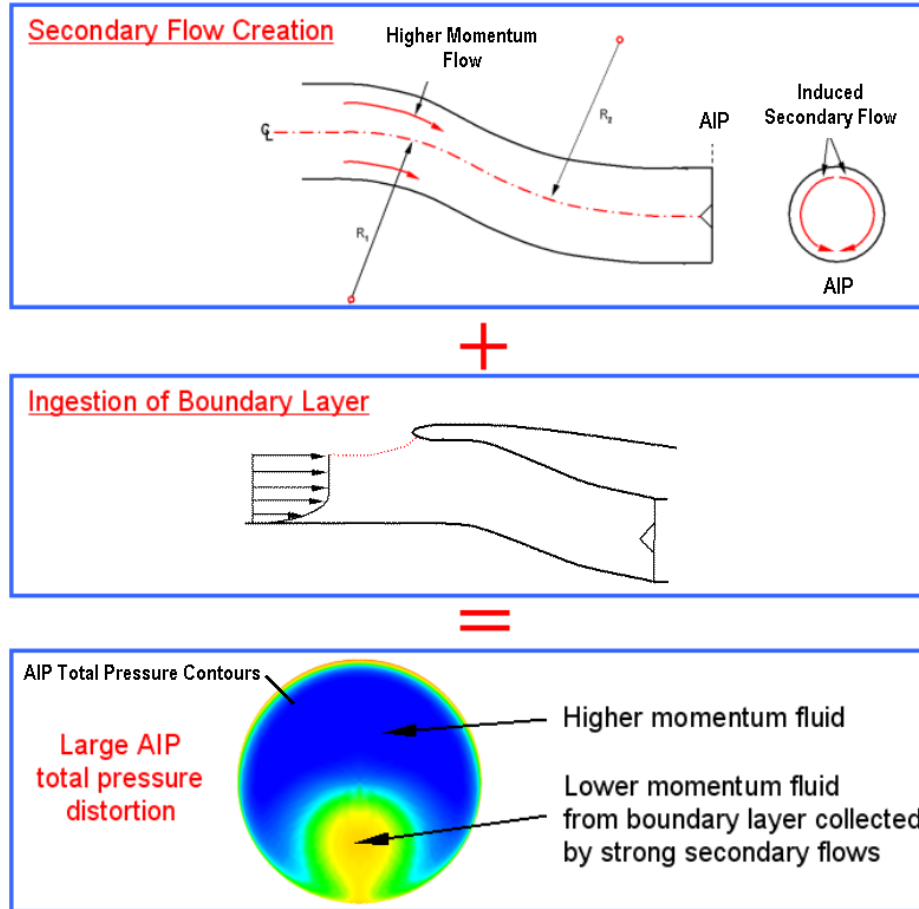 Secondary Flow Creation
Higher Momentum
Flow
R₂
AIP
Induced
Secondary Flow
℄
R₁
AIP
+
Ingestion of Boundary Layer
=
AIP Total Pressure Contours
Large AIP
total pressure
distortion
Higher momentum fluid
Lower momentum fluid
from boundary layer collected
by strong secondary flows